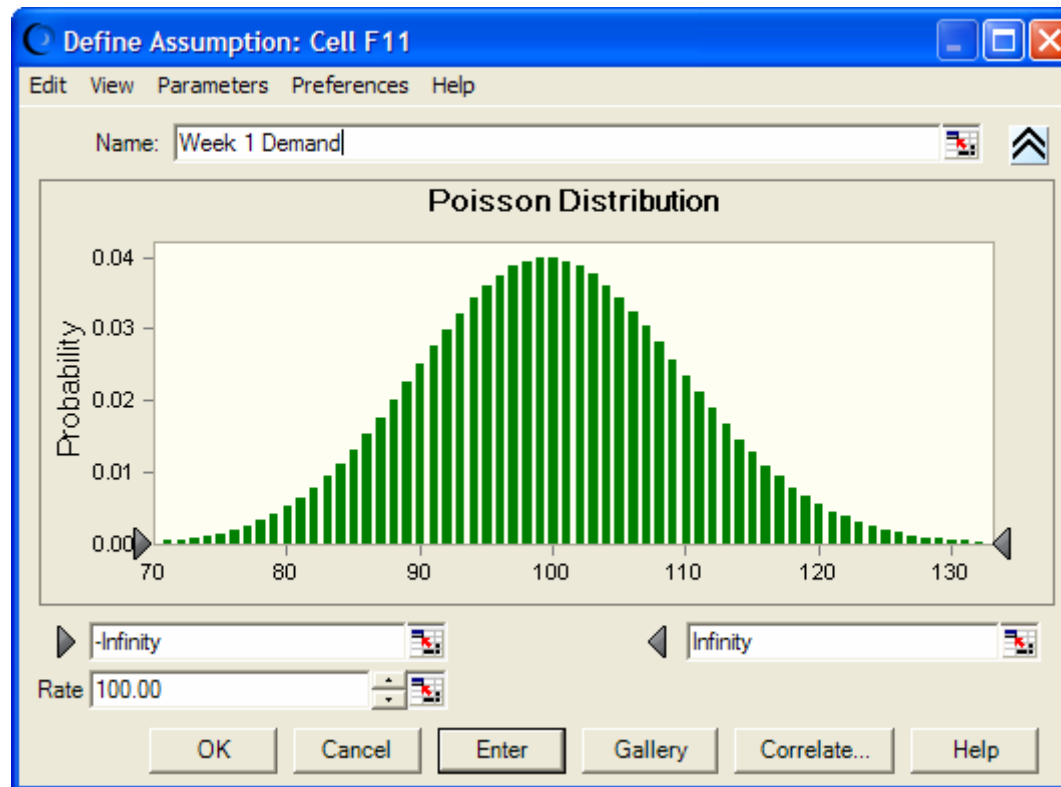 Define Assumption: Cell F11
Edit View Parameters Preferences Help
Name: Week 1 Demand
Poisson Distribution
Probability
0.04
0.03
0.02
0.01
0.00
70 80 90 100 110 120 130
-Infinity Infinity
Rate 100.00
OK Cancel Enter Gallery Correlate... Help